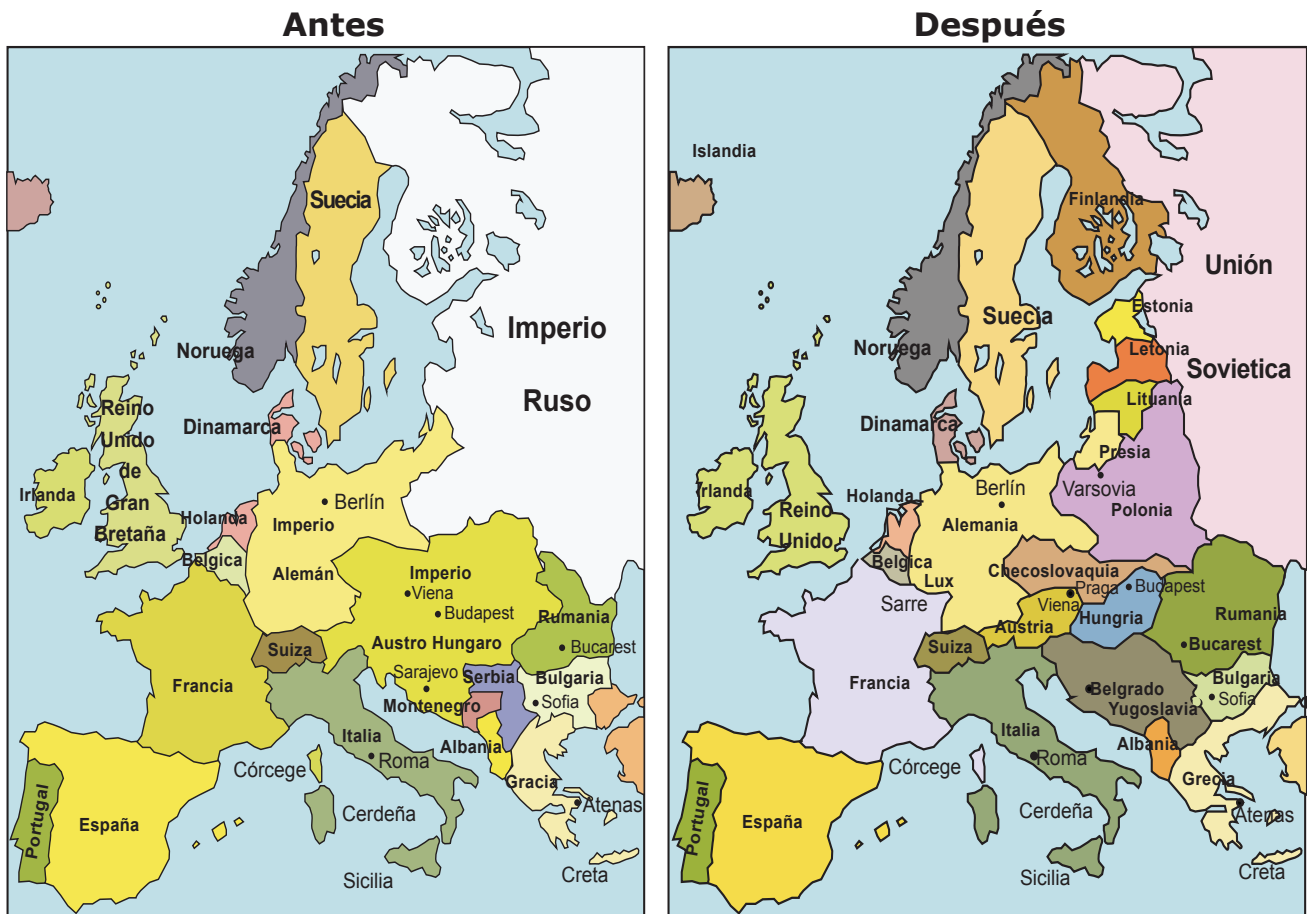 Antes
Suecia
Imperio
Ruso
Noruega
Dinamarca
Reino
Unido
de
Gran
Bretaña
Irlanda
Holanda
Belgica
Berlín
Imperio
Alemán
Imperio
Viena
Budapest
Austro Hungaro
Rumania
Bucarest
Suiza
Francia
Sarajevo
Serbia
Montenegro
Bulgaria
Sofia
Italia
Albania
Roma
Córcege
Gracia
Atenas
Cerdeña
España
Portugal
Sicilia
Creta
Después
Islandia
Finlandia
Unión
Sovietica
Suecia
Noruega
Estonia
Letonia
Lituania
Dinamarca
Presia
Varsovia
Polonia
Irlanda
Reino
Unido
Holanda
Berlín
Alemania
Belgica
Lux
Sarre
Checoslovaquia
Praga
Budapest
Viena
Austria
Hungria
Rumania
Bucarest
Suiza
Francia
Belgrado
Yugoslavia
Bulgaria
Sofia
Italia
Albania
Roma
Córcege
Grecia
Atenas
Cerdeña
España
Portugal
Sicilia
Creta